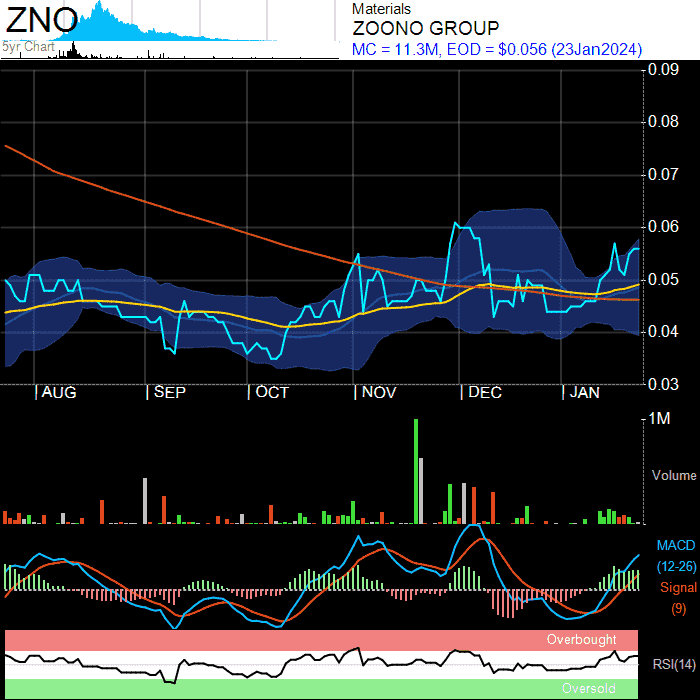 ZNO
5yr Chart
Materials
ZOONO GROUP
MC = 11.3M, EOD = $0.056 (23Jan2024)
0.09
0.08
0.07
0.06
0.05
0.04
0.03
| AUG | SEP | OCT | NOV | DEC | JAN
1M
Volume
MACD
(12-26)
Signal
(9)
Overbought
RSI(14)
Oversold